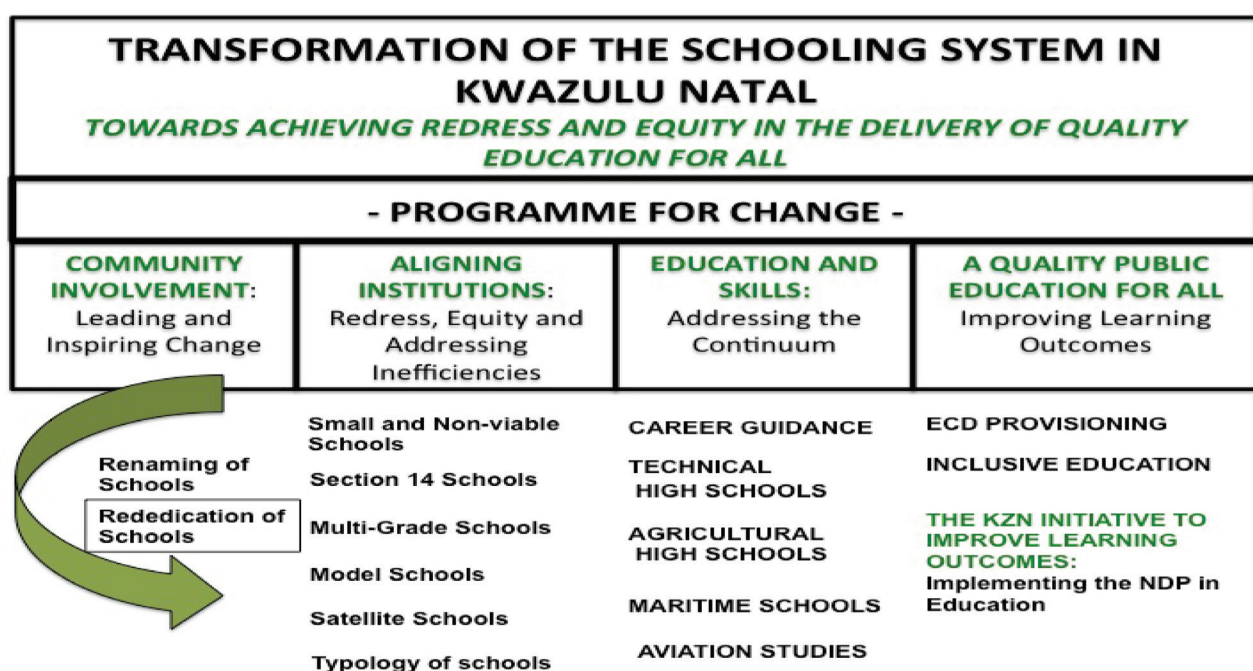 TRANSFORMATION OF THE SCHOOLING SYSTEM IN
KWAZULU NATAL
TOWARDS ACHIEVING REDRESS AND EQUITY IN THE DELIVERY OF QUALITY
EDUCATION FOR ALL
- PROGRAMME FOR CHANGE -
COMMUNITY
INVOLVEMENT:
Leading and
Inspiring Change
ALIGNING
INSTITUTIONS:
Redress, Equity and
Addressing
Inefficiencies
EDUCATION AND
SKILLS:
Addressing the
Continuum
A QUALITY PUBLIC
EDUCATION FOR ALL
Improving Learning
Outcomes
Renaming of
Schools
Rededication of
Schools
Small and Non-viable
Schools
Section 14 Schools
Multi-Grade Schools
Model Schools
Satellite Schools
Typology of schools
CAREER GUIDANCE
TECHNICAL
HIGH SCHOOLS
AGRICULTURAL
HIGH SCHOOLS
MARITIME SCHOOLS
AVIATION STUDIES
ECD PROVISIONING
INCLUSIVE EDUCATION
THE KZN INITIATIVE TO
IMPROVE LEARNING
OUTCOMES:
Implementing the NDP in
Education